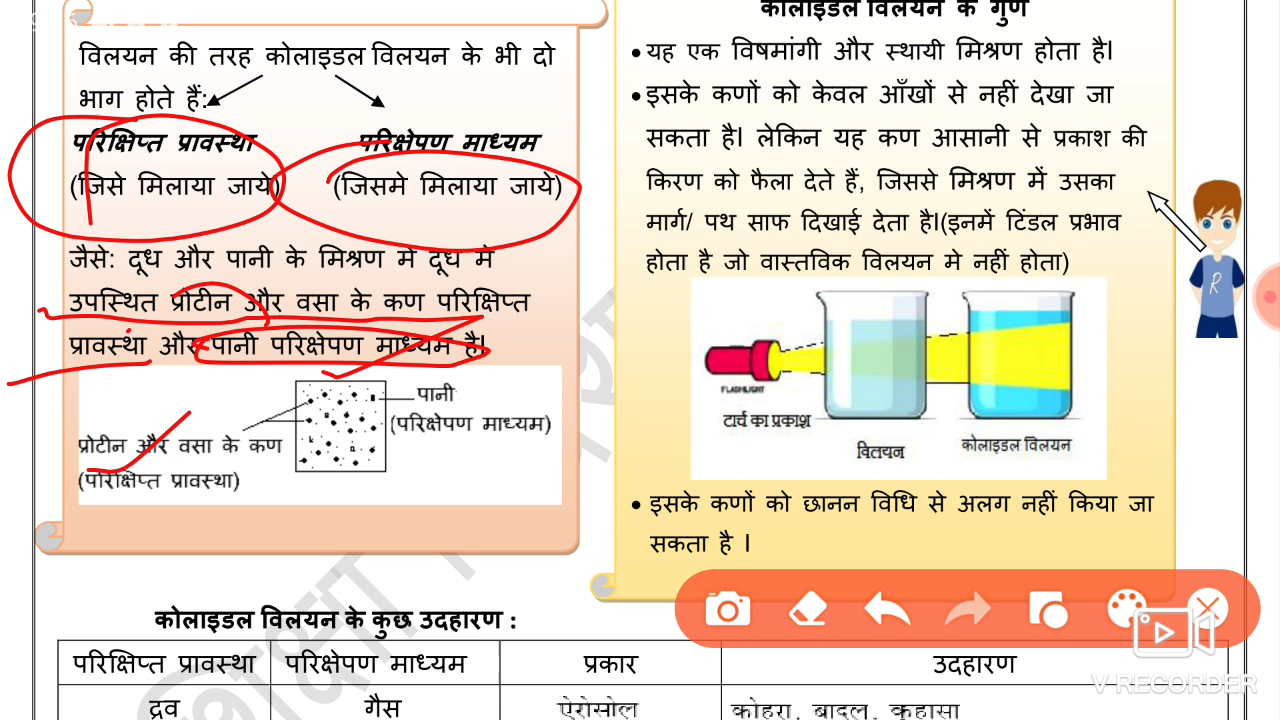 विलयन की तरह कोलाइडल विलयन के भी दो
भाग होते हैं:
परिक्षिप्त प्रावस्था परिक्षेपण माध्यम
(जिसे मिलाया जाये) (जिसमे मिलाया जाये)
जैसे: दूध और पानी के मिश्रण में दूध मे
उपस्थित प्रोटीन और वसा के कण परिक्षिप्त
प्रावस्था और पानी परिक्षेपण माध्यम है।
पानी
(परिक्षेपण माध्यम)
प्रोटीन और वसा के कण
(परिक्षिप्त प्रावस्था)
कोलाइडल विलयन के गुण
• यह एक विषमांगी और स्थायी मिश्रण होता है।
• इसके कणों को केवल आँखों से नहीं देखा जा
सकता है। लेकिन यह कण आसानी से प्रकाश की
किरण को फैला देते हैं, जिससे मिश्रण में उसका
मार्ग/ पथ साफ दिखाई देता है।(इनमें टिंडल प्रभाव
होता है जो वास्तविक विलयन मे नहीं होता)
FLASHLIGHT
टार्च का प्रकाश
विलयन
कोलाइडल विलयन
R
• इसके कणों को छानन विधि से अलग नहीं किया जा
सकता है ।
कोलाइडल विलयन के कुछ उदहारण :
परिक्षिप्त प्रावस्था परिक्षेपण माध्यम प्रकार उदहारण
द्रव गैस ऐरोसोल कोहरा, बादल, कुहासा
V RECORDER